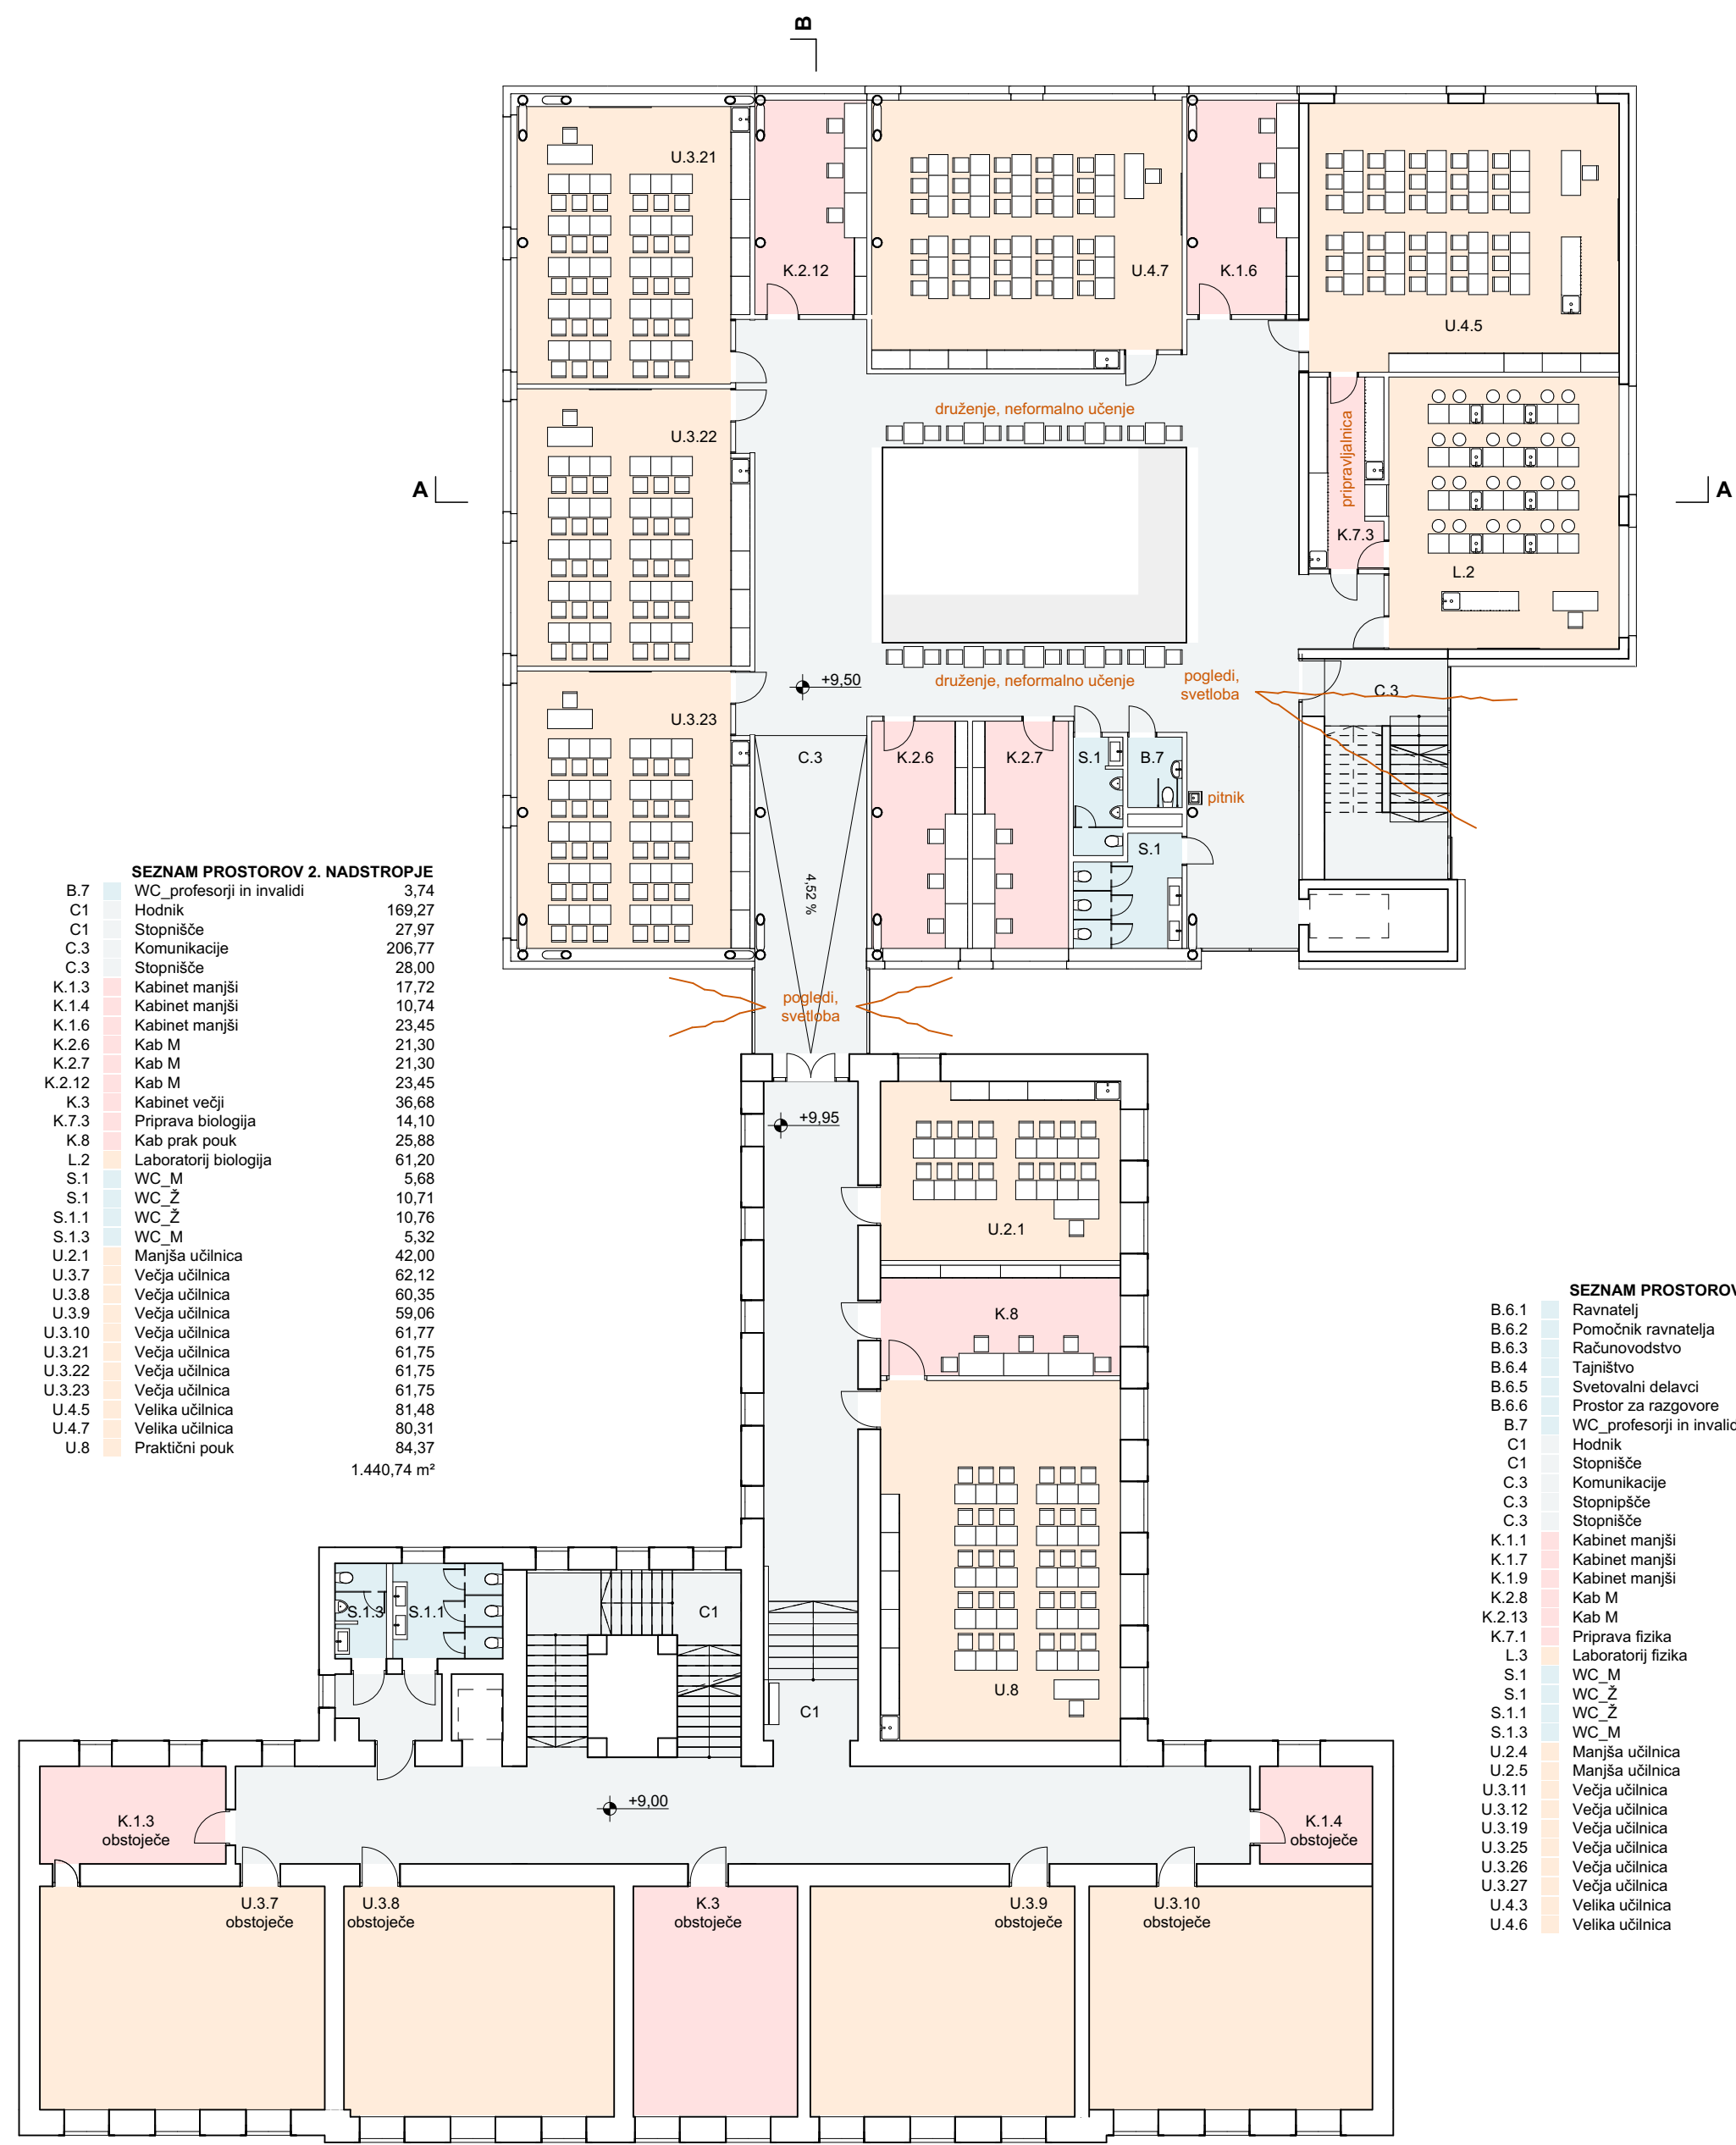 B
U.3.21
K.2.12
U.4.7
K.1.6
U.4.5
druženje, neformalno učenje
U.3.22
pripravljalnica
A
A
K.7.3
L.2
+9,50
druženje, neformalno učenje
pogledi,
svetloba
C.3
U.3.23
C.3
K.2.6
K.2.7
S.1
B.7
pitnik
S.1
4,52 %
SEZNAM PROSTOROV 2. NADSTROPJE
B.7 WC_profesorji in invalidi 3,74
C1 Hodnik 169,27
C1 Stopnišče 27,97
C.3 Komunikacije 206,77
C.3 Stopnišče 28,00
K.1.3 Kabinet manjši 17,72
K.1.4 Kabinet manjši 10,74
K.1.6 Kabinet manjši 23,45
K.2.6 Kab M 21,30
K.2.7 Kab M 21,30
K.2.12 Kab M 23,45
K.3 Kabinet večji 36,68
K.7.3 Priprava biologija 14,10
K.8 Kab prak pouk 25,88
L.2 Laboratorij biologija 61,20
S.1 WC_M 5,68
S.1 WC_Ž 10,71
S.1.1 WC_Ž 10,76
S.1.3 WC_M 5,32
U.2.1 Manjša učilnica 42,00
U.3.7 Večja učilnica 62,12
U.3.8 Večja učilnica 60,35
U.3.9 Večja učilnica 59,06
U.3.10 Večja učilnica 61,77
U.3.21 Večja učilnica 61,75
U.3.22 Večja učilnica 61,75
U.3.23 Večja učilnica 61,75
U.4.5 Velika učilnica 81,48
U.4.7 Velika učilnica 80,31
U.8 Praktični pouk 84,37
1.440,74 m²
pogledi,
svetloba
+9,95
U.2.1
K.8
U.8
SEZNAM PROSTOROV
B.6.1 Ravnatelj
B.6.2 Pomočnik ravnatelja
B.6.3 Računovodstvo
B.6.4 Tajništvo
B.6.5 Svetovalni delavci
B.6.6 Prostor za razgovore
B.7 WC_profesorji in invalid
C1 Hodnik
C1 Stopnišče
C.3 Komunikacije
C.3 Stopnipšče
C.3 Stopnišče
K.1.1 Kabinet manjši
K.1.7 Kabinet manjši
K.1.9 Kabinet manjši
K.2.8 Kab M
K.2.13 Kab M
K.7.1 Priprava fizika
L.3 Laboratorij fizika
S.1 WC_M
S.1 WC_Ž
S.1.1 WC_Ž
S.1.3 WC_M
U.2.4 Manjša učilnica
U.2.5 Manjša učilnica
U.3.11 Večja učilnica
U.3.12 Večja učilnica
U.3.19 Večja učilnica
U.3.25 Večja učilnica
U.3.26 Večja učilnica
U.3.27 Večja učilnica
U.4.3 Velika učilnica
U.4.6 Velika učilnica
S.1.3
S.1.1
C1
C1
+9,00
K.1.3
obstoječe
K.1.4
obstoječe
U.3.7
obstoječe
U.3.8
obstoječe
K.3
obstoječe
U.3.9
obstoječe
U.3.10
obstoječe